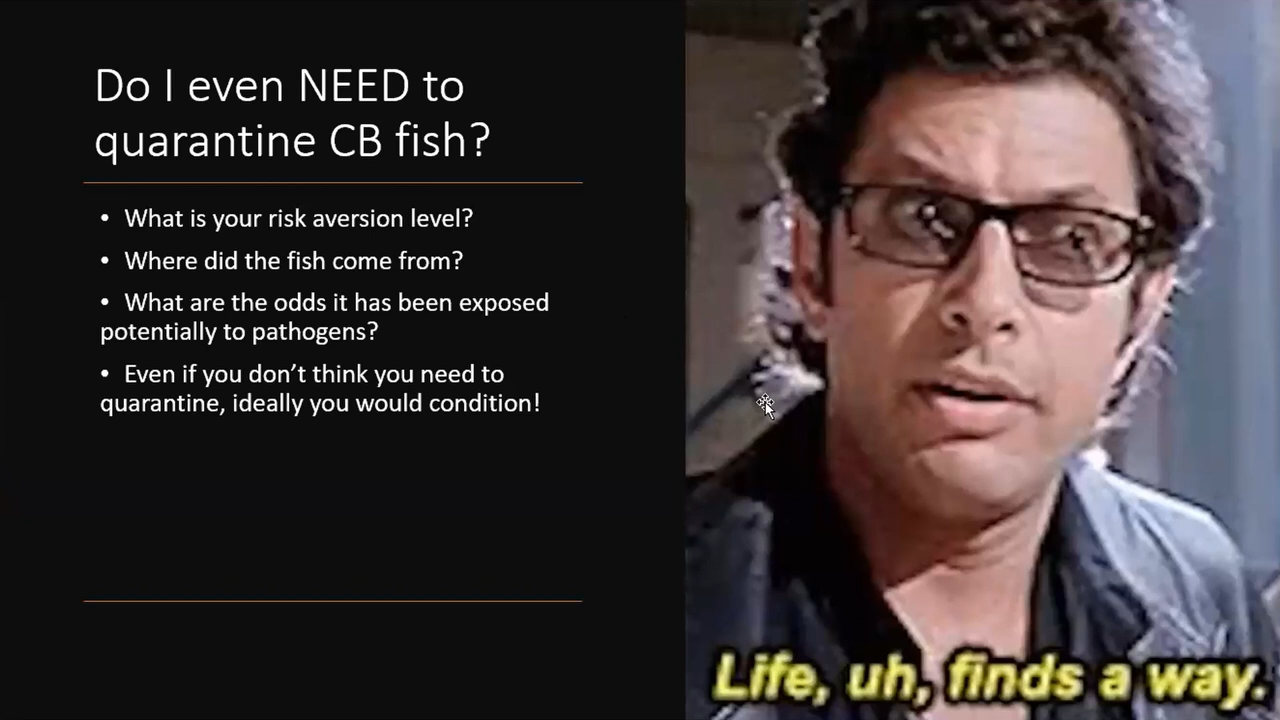 Do I even NEED to
quarantine CB fish?
• What is your risk aversion level?
• Where did the fish come from?
• What are the odds it has been exposed
potentially to pathogens?
• Even if you don’t think you need to
quarantine, ideally you would condition!
Life, uh, finds a way.